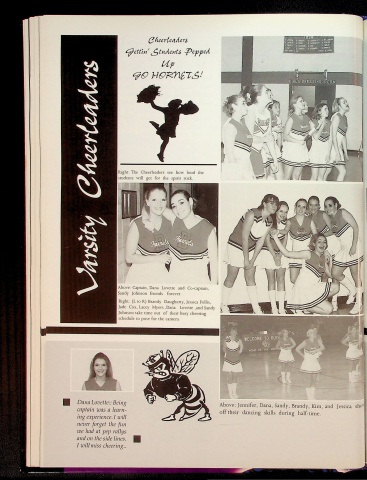 Varsity Cheerleaders
Cheerleaders
Gettin' Students Pepped
Up
GO HORNETS!
Right: The Cheerleaders see how loud the
students will get for the spirit stick.
Above: Captain, Dana Lovette and Co-captain,
Sandy Johnson friends, forever.
Right: (L to R) Brandy Daugherty, Jessica
Jade Cox, Laura Myers, Dana Lovette and Sandy
Johnson take time out of their busy cheering
schedule to pose for the camera.
Dana Lovette: Being
captain was a learn-
ing experience. I will
never forget the fun
we had at pep rallys
and on the side lines.
I will miss cheering..
Above: Jennifer, Dana, Sandy, Brandy, Kim, and Jessica
off their dancing skills during half-time.